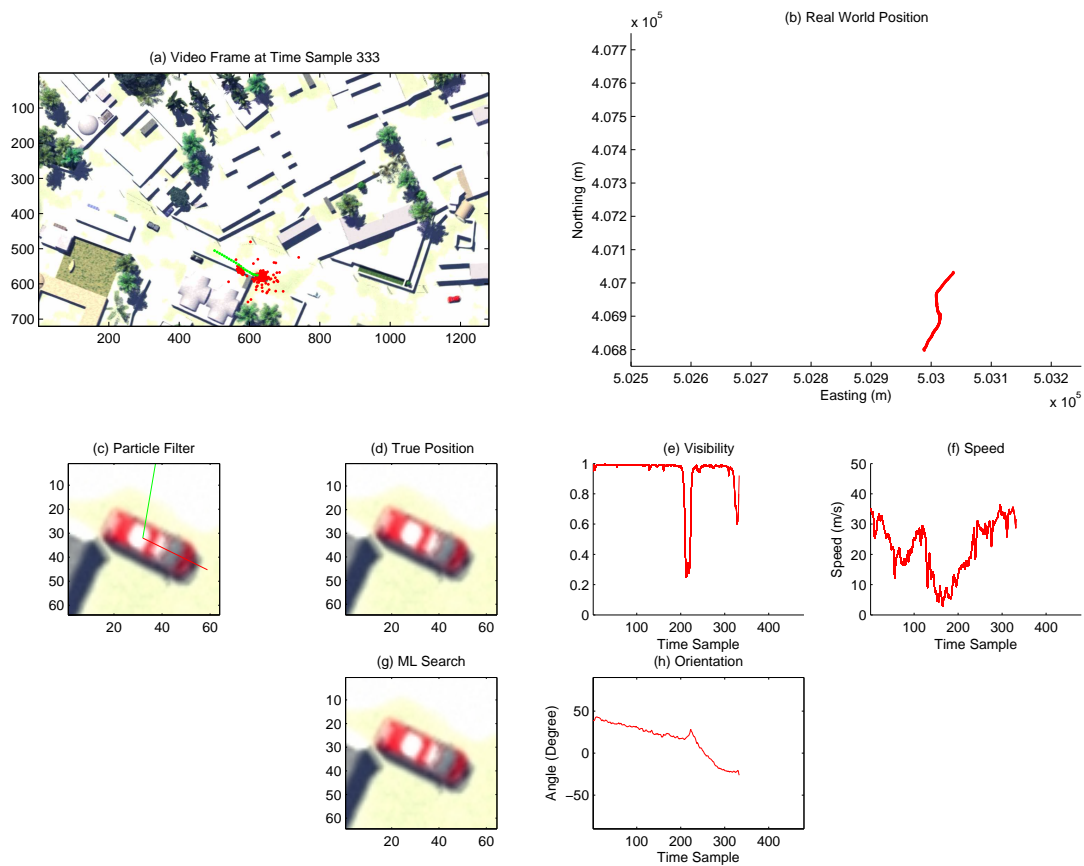 (a) Video Frame at Time Sample 333
100
200
300
400
500
600
700
200 400 600 800 1000 1200
(b) Real World Position
x 10^5
4.077
4.076
4.075
4.074
4.073
4.072
4.071
4.07
4.069
4.068
Northing (m)
5.025 5.026 5.027 5.028 5.029 5.03 5.031 5.032
Easting (m)
x 10^5
(c) Particle Filter
10
20
30
40
50
60
20 40 60
(d) True Position
10
20
30
40
50
60
20 40 60
(e) Visibility
1
0.8
0.6
0.4
0.2
0
100 200 300 400
Time Sample
(f) Speed
50
40
30
20
10
0
Speed (m/s)
100 200 300 400
Time Sample
(g) ML Search
10
20
30
40
50
60
20 40 60
(h) Orientation
50
0
−50
Angle (Degree)
100 200 300 400
Time Sample